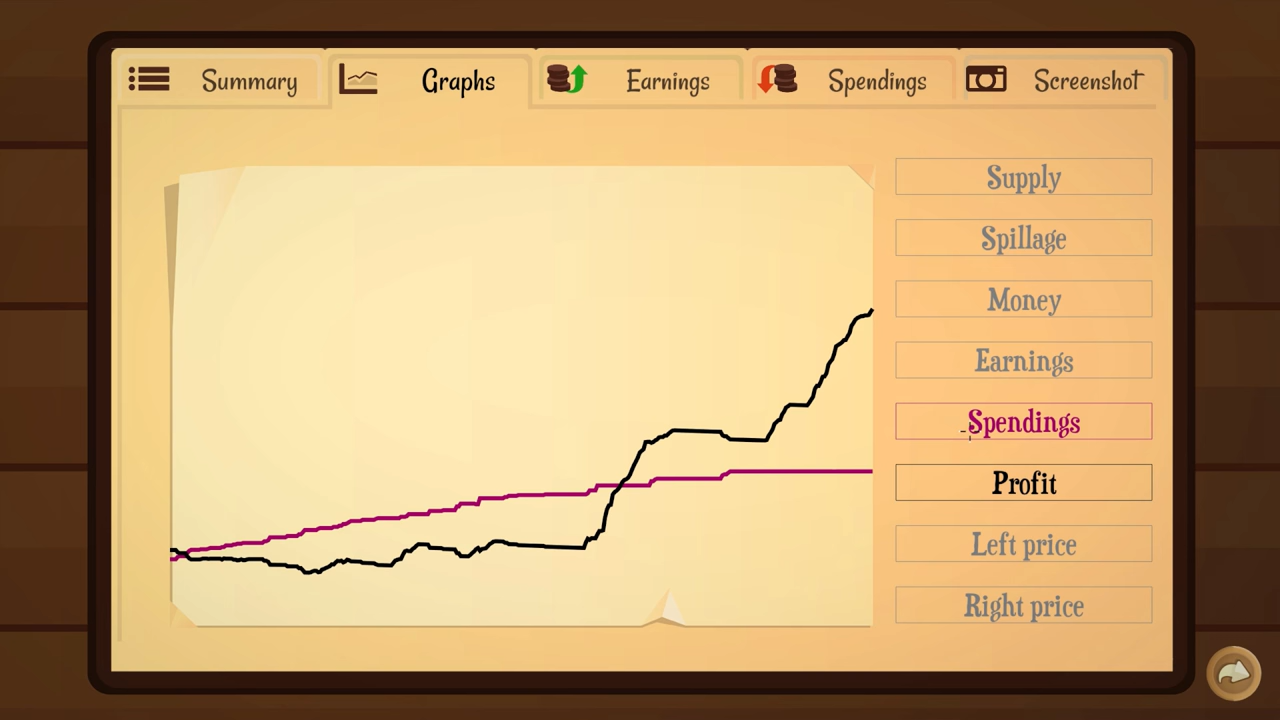 Summary
Graphs
Earnings
Spendings
Screenshot
Supply
Spillage
Money
Earnings
Spendings
Profit
Left price
Right price